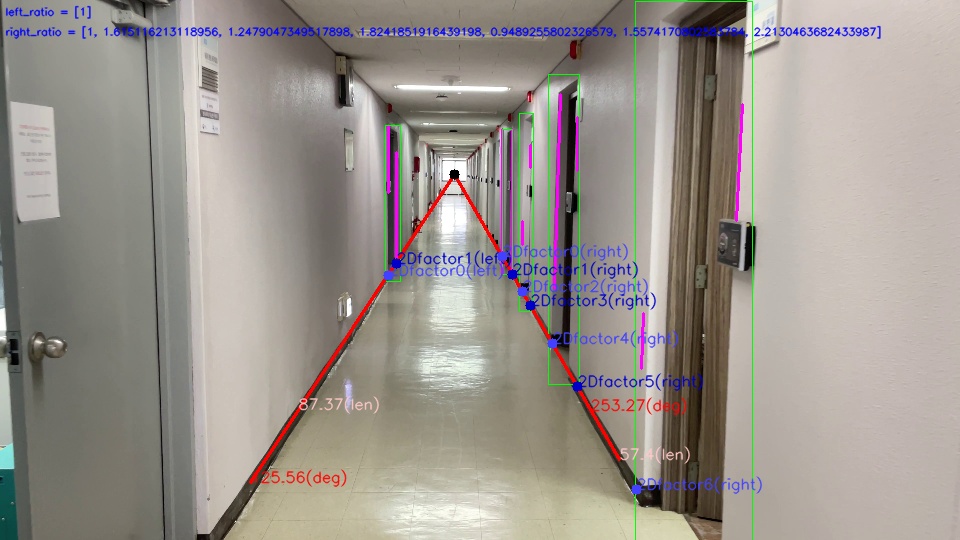 left_ratio = [1]
right_ratio = [1, 1.615116213118956, 1.2479047349517898, 1.8241851916439198, 0.9489255802326579, 2.2130463682433987]
2Dfactor0(right)
2Dfactor1(left)
2Dfactor0(left)
2Dfactor1(right)
2Dfactor2(right)
2Dfactor3(right)
2Dfactor4(right)
2Dfactor5(right)
87.37(len)
253.27(deg)
57.4(len)
25.56(deg)
2Dfactor6(right)